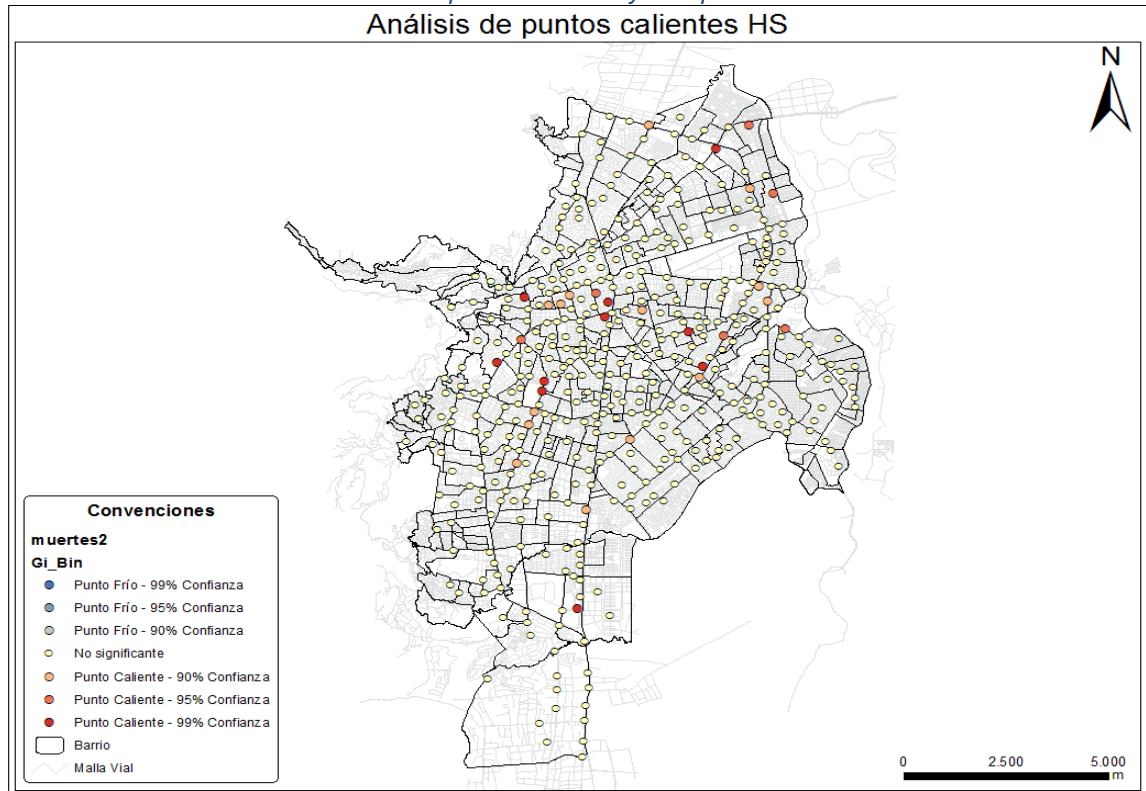 Análisis de puntos calientes HS
N
Convenciones
muertes2
Gi_Bin
Punto Frío - 99% Confianza
Punto Frío - 95% Confianza
Punto Frío - 90% Confianza
No significante
Punto Caliente - 90% Confianza
Punto Caliente - 95% Confianza
Punto Caliente - 99% Confianza
Barrio
Malla Vial
0 2.500 5.000
m